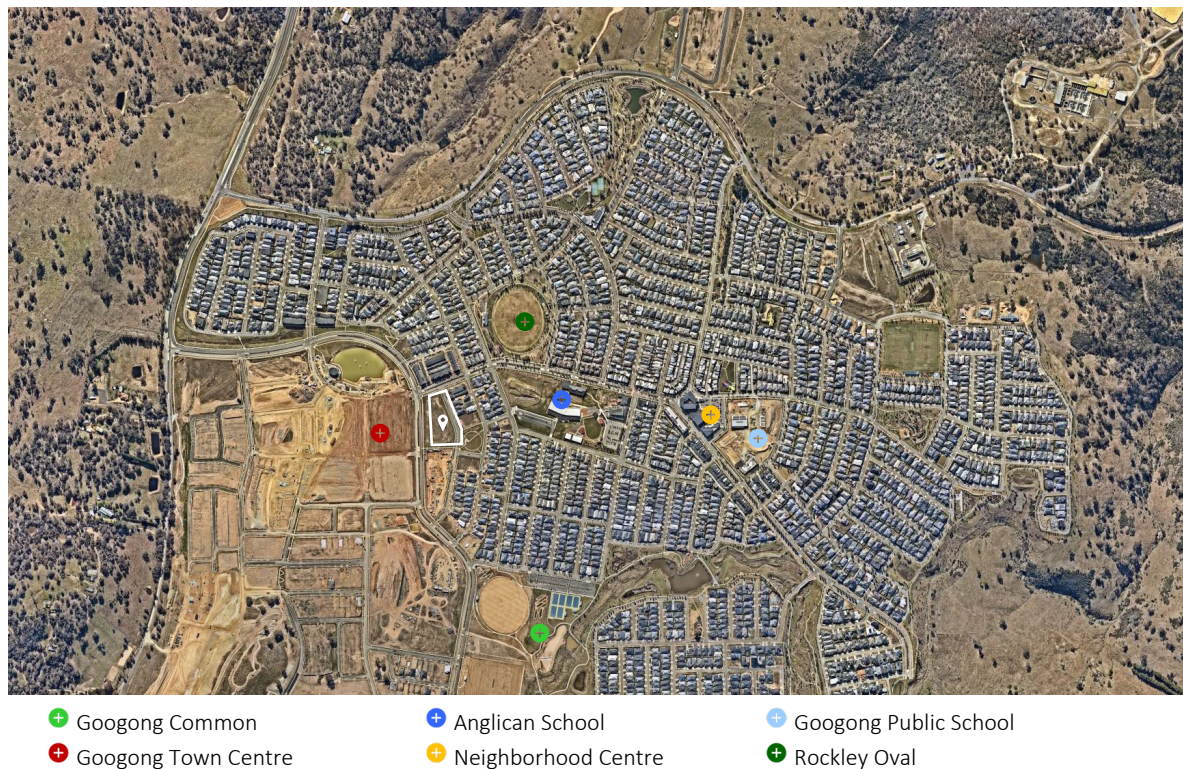 Googong Common
Anglican School
Googong Public School
Googong Town Centre
Neighborhood Centre
Rockley Oval